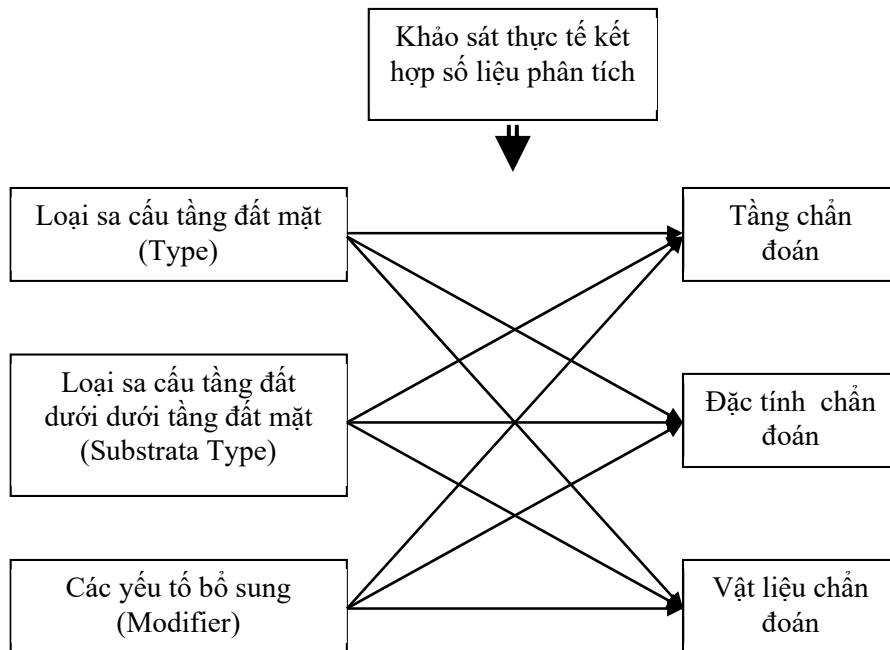 Khảo sát thực tế kết
hợp số liệu phân tích
Loại sa cấu tầng đất mặt
(Type)
Tầng chẩn
đoán
Loại sa cấu tầng đất
dưới dưới tầng đất mặt
(Substrata Type)
Đặc tính chẩn
đoán
Các yếu tố bổ sung
(Modifier)
Vật liệu chẩn
đoán